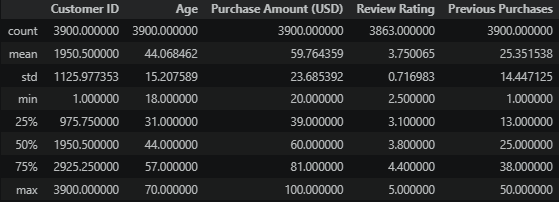 Customer ID Age Purchase Amount (USD) Review Rating Previous Purchases
count 3900.000000 3900.000000 3900.000000 3863.000000 3900.000000
mean 1950.500000 44.068462 59.764359 3.750065 25.351538
std 1125.977353 15.207589 23.685392 0.716983 14.447125
min 1.000000 18.000000 20.000000 2.500000 1.000000
25% 975.750000 31.000000 39.000000 3.100000 13.000000
50% 1950.500000 44.000000 60.000000 3.800000 25.000000
75% 2925.250000 57.000000 81.000000 4.400000 38.000000
max 3900.000000 70.000000 100.000000 5.000000 50.000000